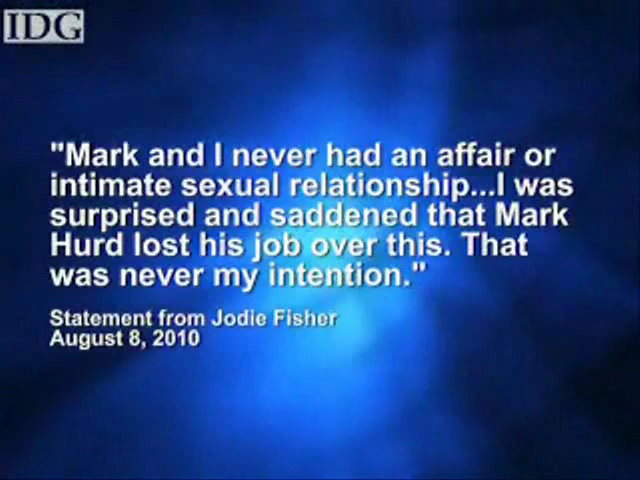 IDG
"Mark and I never had an affair or
intimate sexual relationship...I was
surprised and saddened that Mark
Hurd lost his job over this. That
was never my intention."
Statement from Jodie Fisher
August 8, 2010